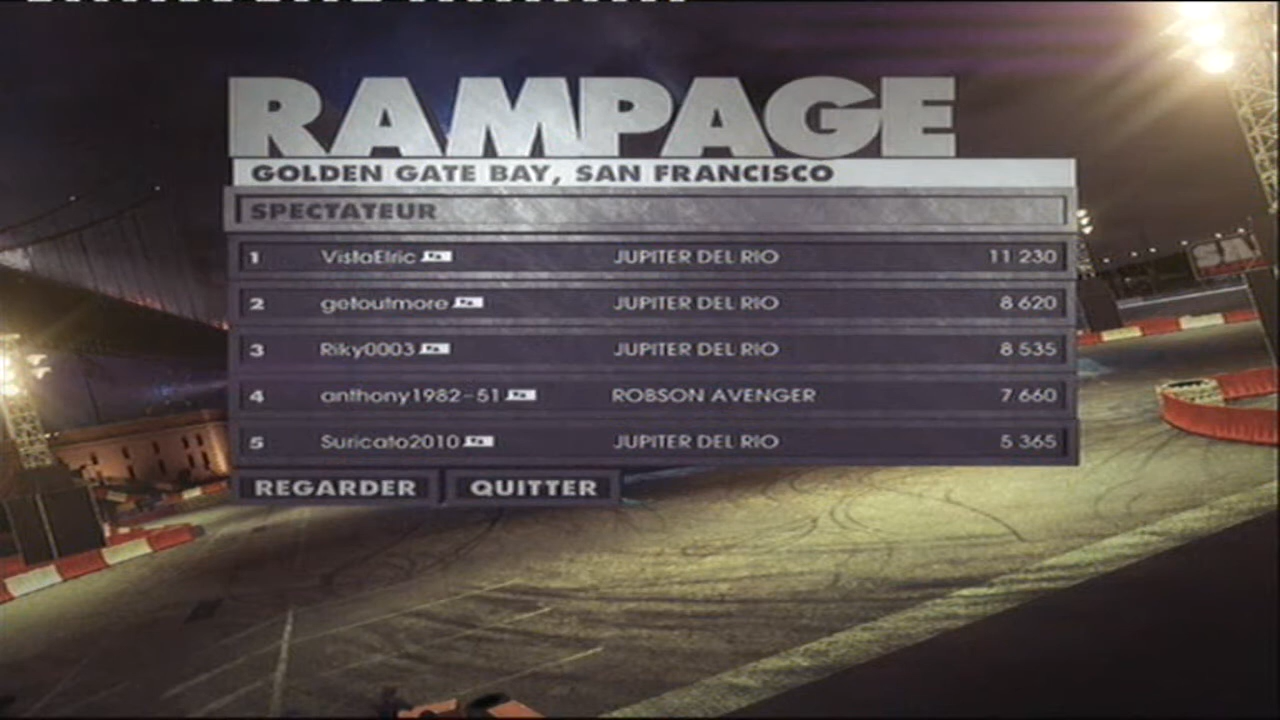 RAMPAGE
GOLDEN GATE BAY, SAN FRANCISCO
SPECTATEUR
1 VistaElric JUPITER DEL RIO 11 230
2 getoutmore JUPITER DEL RIO 8 620
3 Riky0003 JUPITER DEL RIO 8 535
4 anthony1982-51 ROBSON AVENGER 7 660
5 Suricato2010 JUPITER DEL RIO 5 365
REGARDER QUITTER